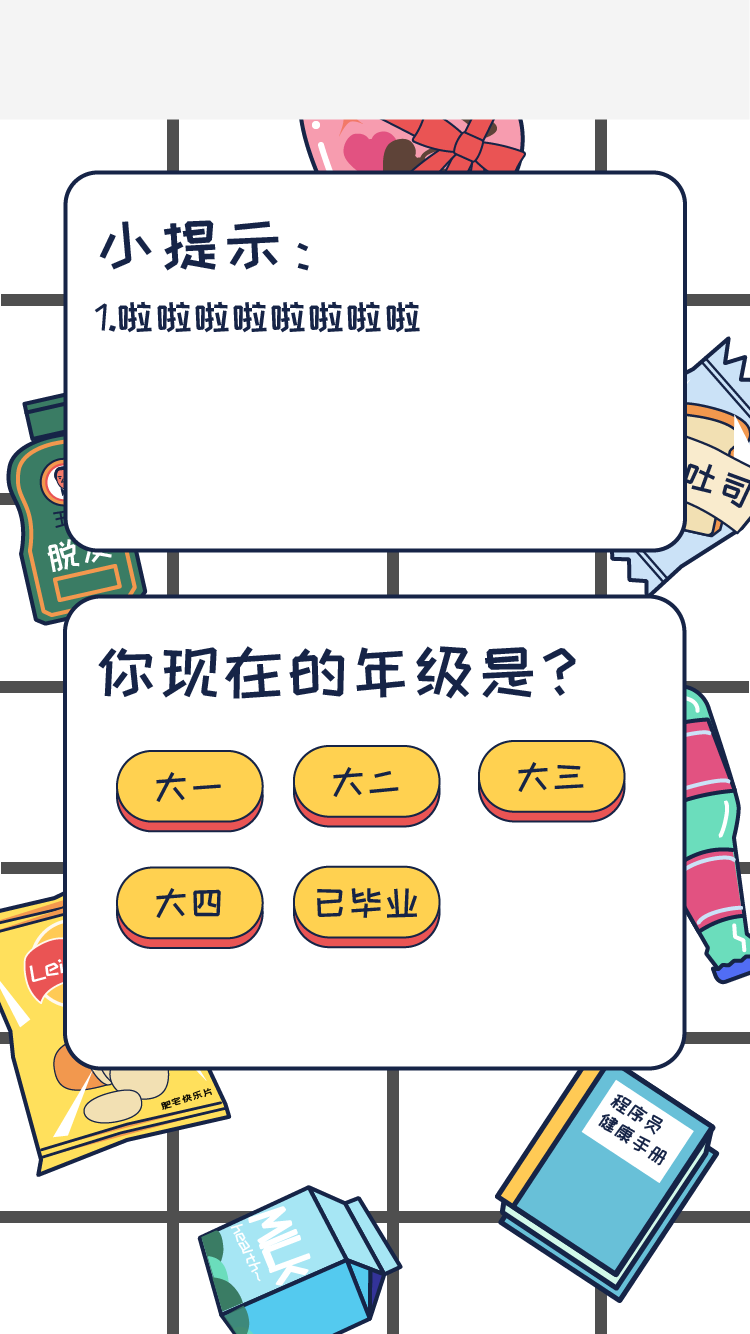 小提示:
1.啦啦啦啦啦啦啦啦
吐司
脱
你现在的年级是?
大一
大二
大三
大四
已毕业
Lei
肥宅快乐片
程序员
健康手册
MILK
health~